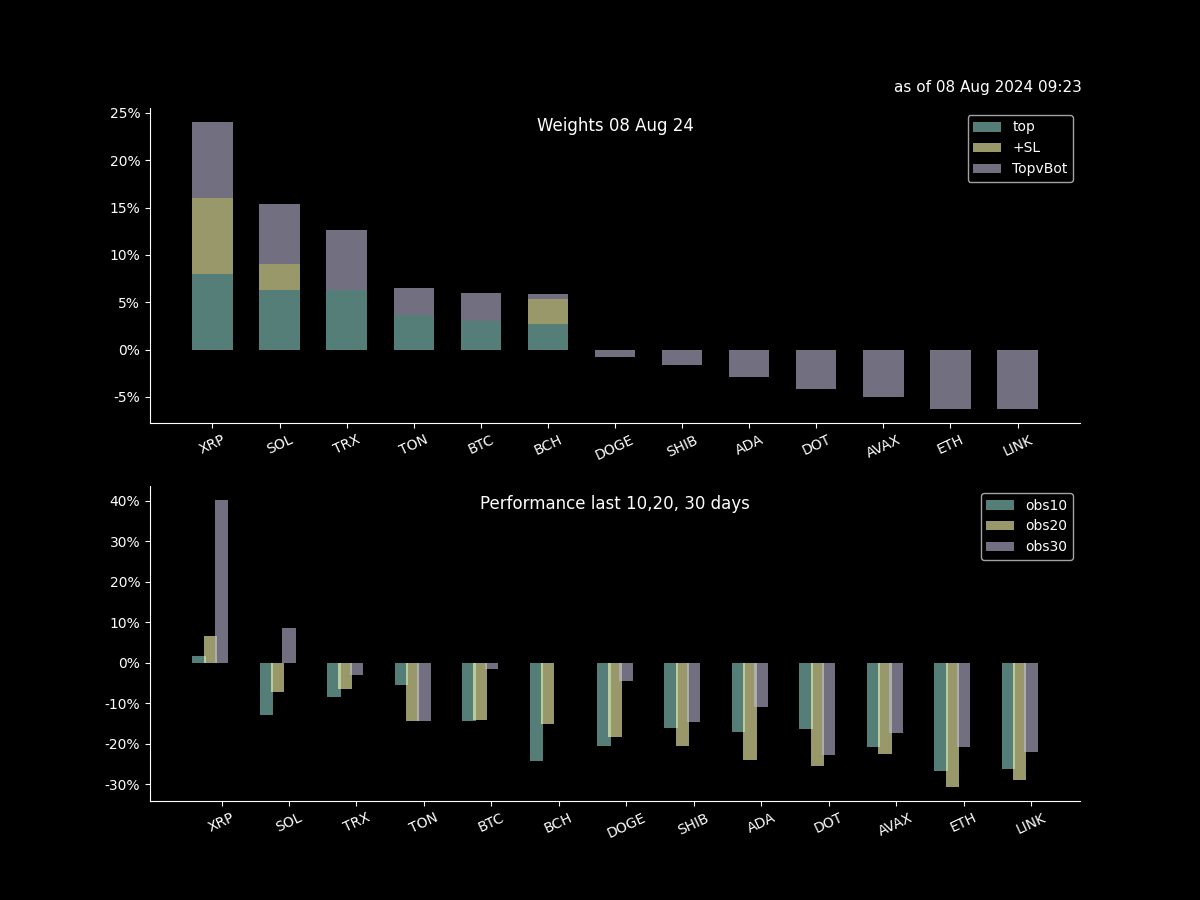 as of 08 Aug 2024 09:23
Weights 08 Aug 24
top
+SL
TopvBot
25%
20%
15%
10%
5%
0%
-5%
XRP SOL TRX TON BTC BCH DOGE SHIB ADA DOT AVAX ETH LINK
Performance last 10,20, 30 days
obs10
obs20
obs30
40%
30%
20%
10%
0%
-10%
-20%
-30%
XRP SOL TRX TON BTC BCH DOGE SHIB ADA DOT AVAX ETH LINK